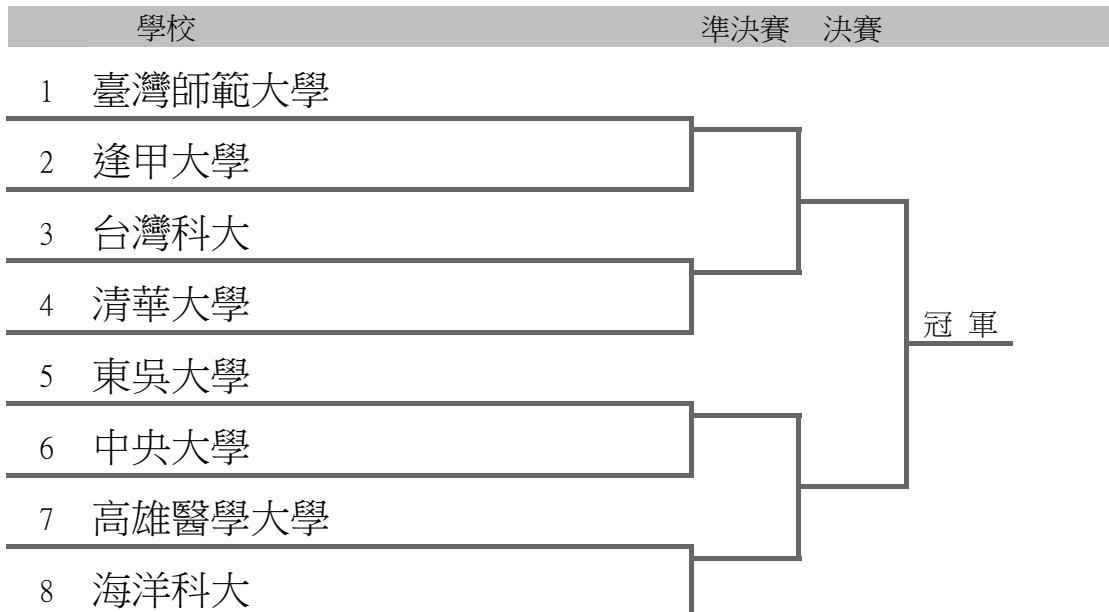 學校 準決賽 決賽
1 臺灣師範大學
2 逢甲大學
3 台灣科大
4 清華大學
冠 軍
5 東吳大學
6 中央大學
7 高雄醫學大學
8 海洋科大